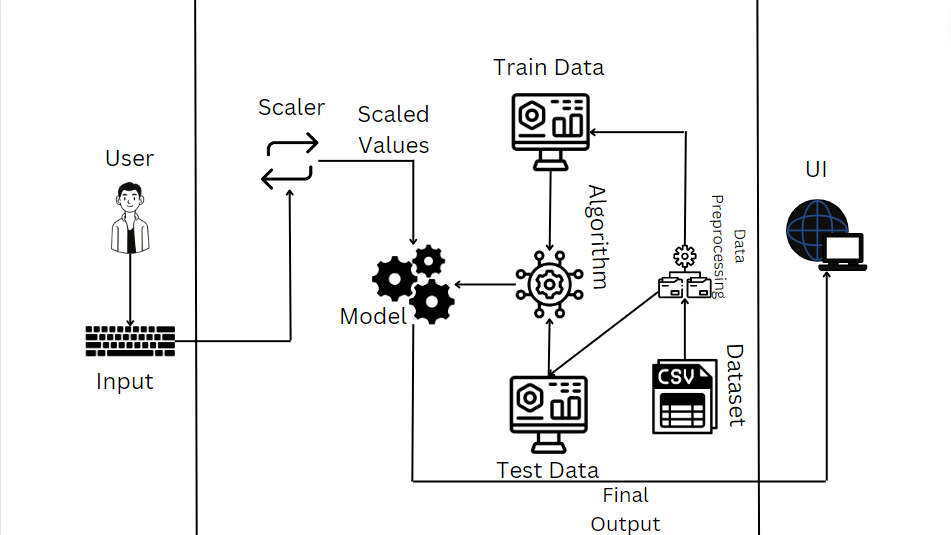 User
Input
Scaler
Scaled
Values
Model
Train Data
Algorithm
Test Data
Data
Preprocessing
CSV
Dataset
Final
Output
UI